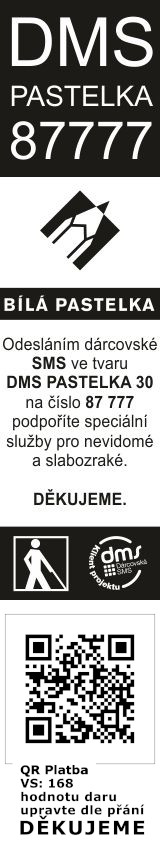 DMS
PASTELKA
87777
BÍLÁ PASTELKA
Odesláním dárcovské
SMS ve tvaru
DMS PASTELKA 30
na číslo 87 777
podpoříte speciální
služby pro nevidomé
a slabozraké.
DĚKUJEME.
Klient projektu
dms
Dárcovská
SMS
QR Platba
VS: 168
hodnotu daru
upravte dle přání
DĚKUJEME